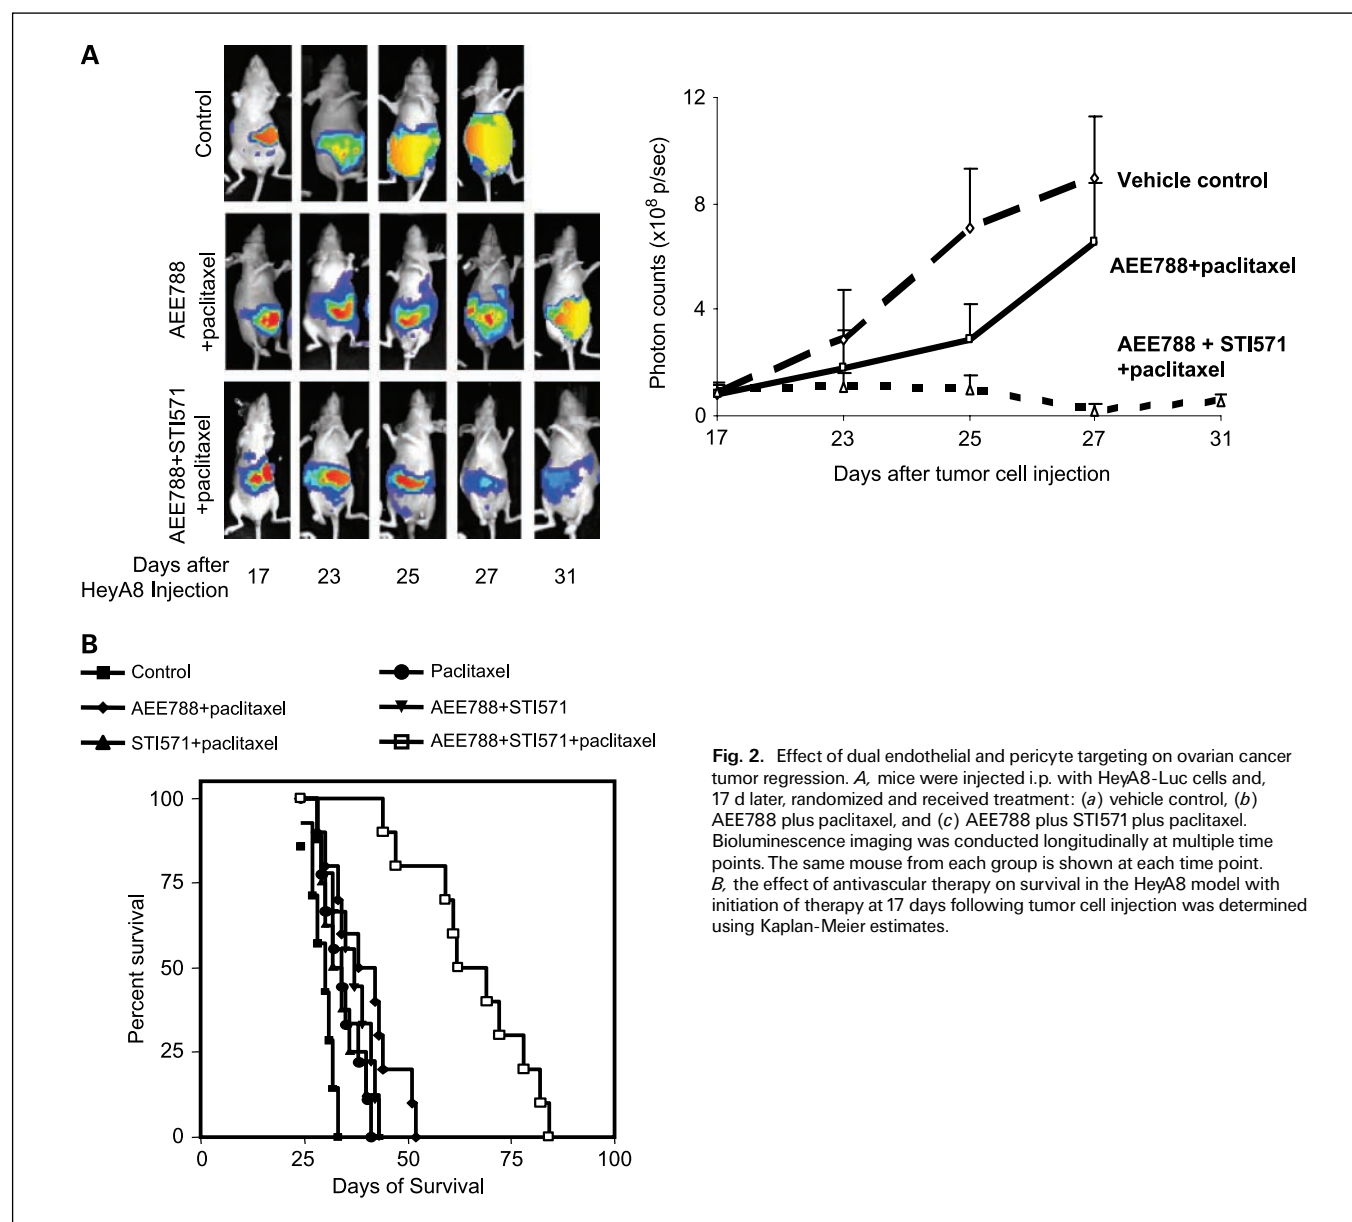 A
Control
AEE788
+paclitaxel
AEE788+STI571
+paclitaxel
Days after
HeyA8 Injection
17 23 25 27 31
12
8
4
0
Photon counts (x10⁸ p/sec)
Vehicle control
AEE788+paclitaxel
AEE788 + STI571
+paclitaxel
17 23 25 27 31
Days after tumor cell injection
B
Control
Paclitaxel
AEE788+paclitaxel
AEE788+STI571
STI571+paclitaxel
AEE788+STI571+paclitaxel
100
75
50
25
0
Percent survival
0 25 50 75 100
Days of Survival
Fig. 2. Effect of dual endothelial and pericyte targeting on ovarian cancer
tumor regression. A, mice were injected i.p. with HeyA8-Luc cells and,
17 d later, randomized and received treatment: (a) vehicle control, (b)
AEE788 plus paclitaxel, and (c) AEE788 plus STI571 plus paclitaxel.
Bioluminescence imaging was conducted longitudinally at multiple time
points. The same mouse from each group is shown at each time point.
B, the effect of antivascular therapy on survival in the HeyA8 model with
initiation of therapy at 17 days following tumor cell injection was determined
using Kaplan-Meier estimates.